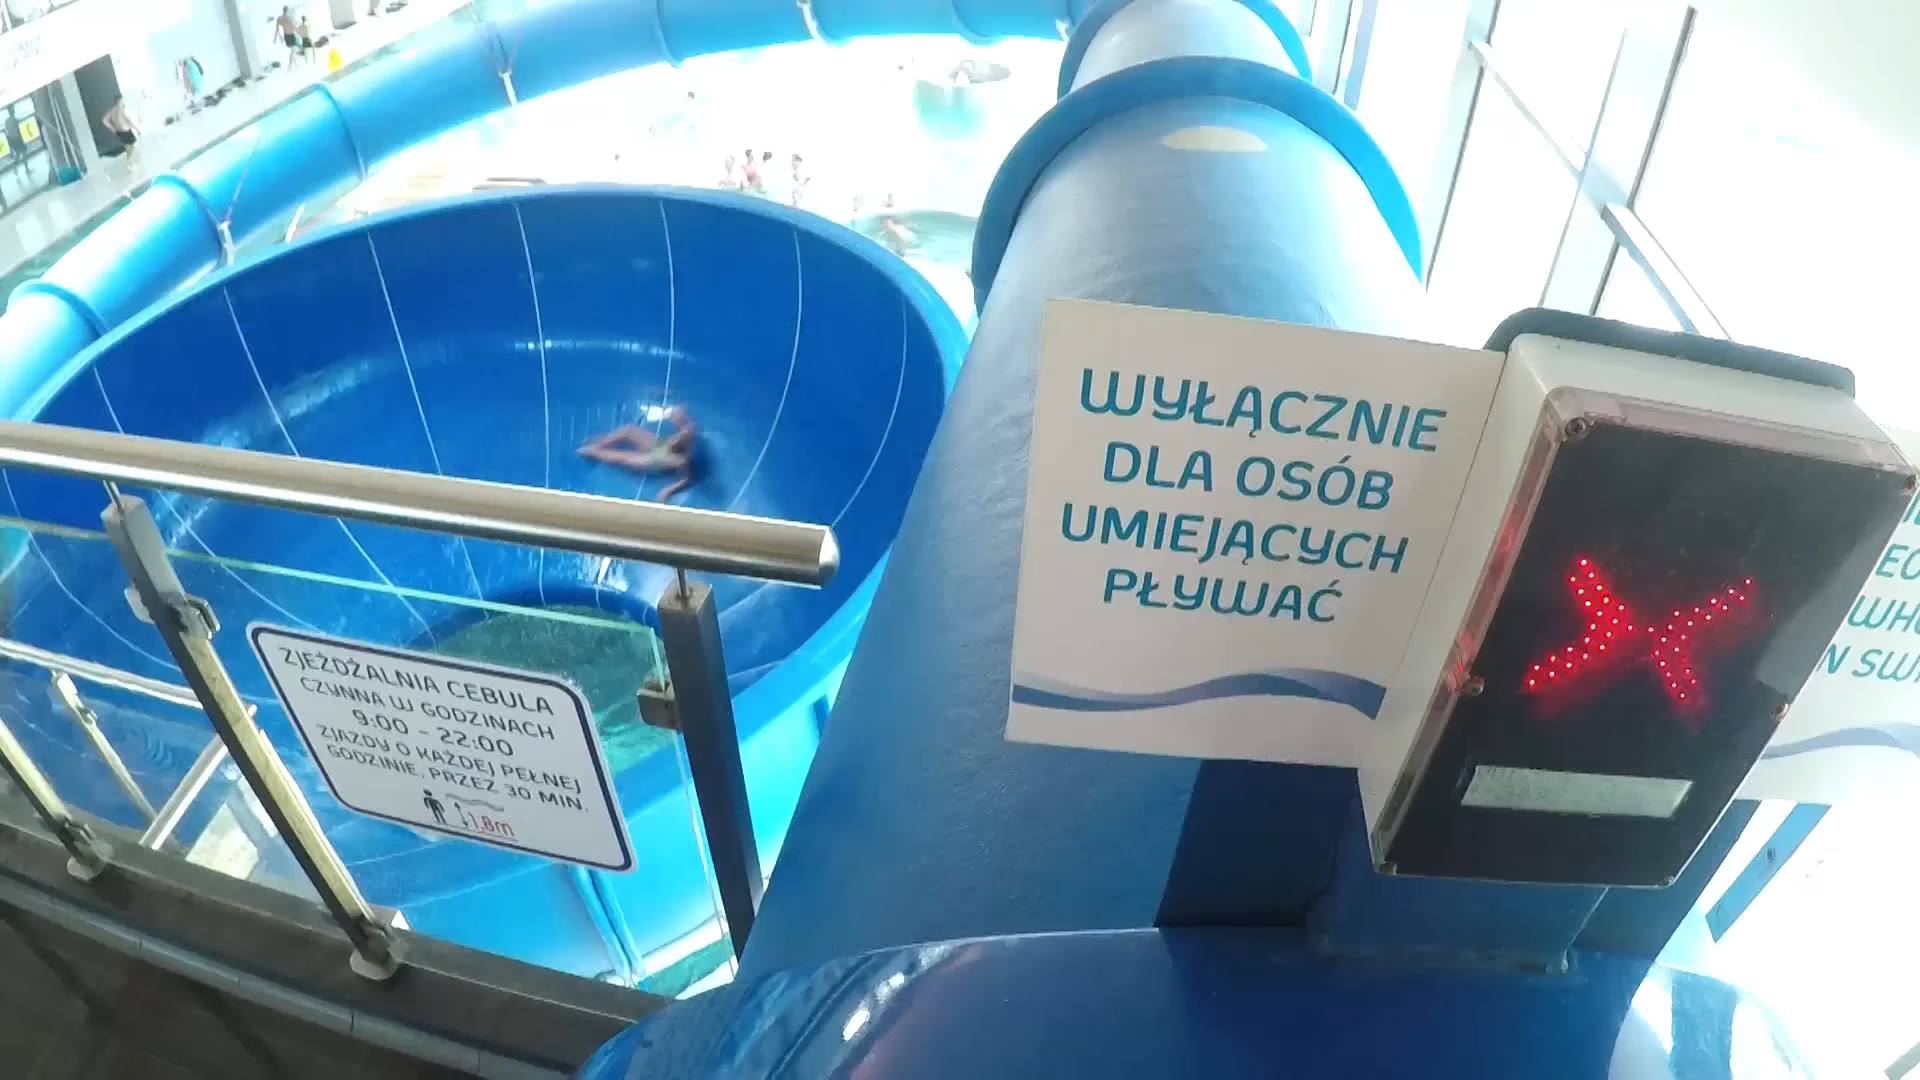 WYŁĄCZNIE
DLA OSÓB
UMIEJĄCYCH
PŁYWAĆ
ZJEŻDŻALNIA CEBULA
CZYNNA W GODZINACH
9:00 - 22:00
ZJAZDY O KAŻDEJ PEŁNEJ
GODZINIE, PRZEZ 30 MIN.
1,8m